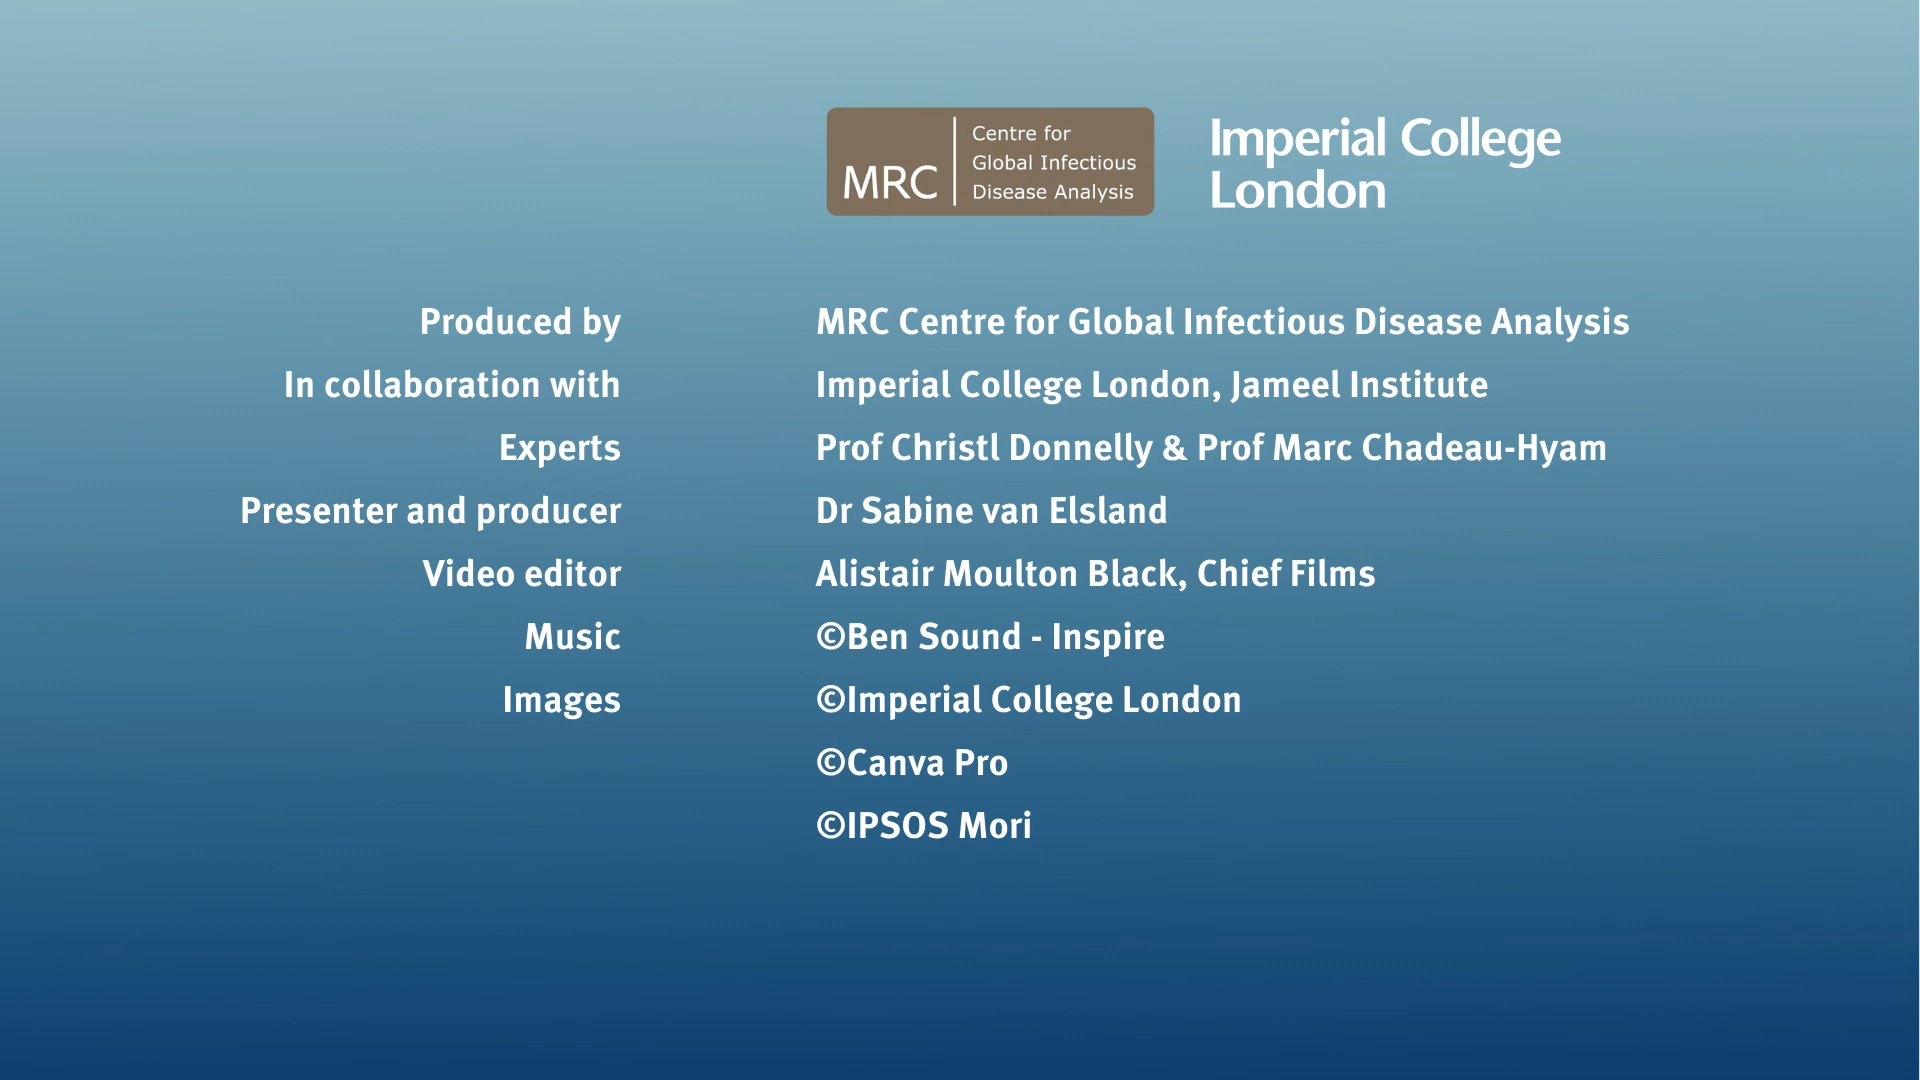 MRC
Centre for
Global Infectious
Disease Analysis
Imperial College
London
Produced by MRC Centre for Global Infectious Disease Analysis
In collaboration with Imperial College London, Jameel Institute
Experts Prof Christl Donnelly & Prof Marc Chadeau-Hyam
Presenter and producer Dr Sabine van Elsland
Video editor Alistair Moulton Black, Chief Films
Music ©Ben Sound - Inspire
Images ©Imperial College London
©Canva Pro
©IPSOS Mori